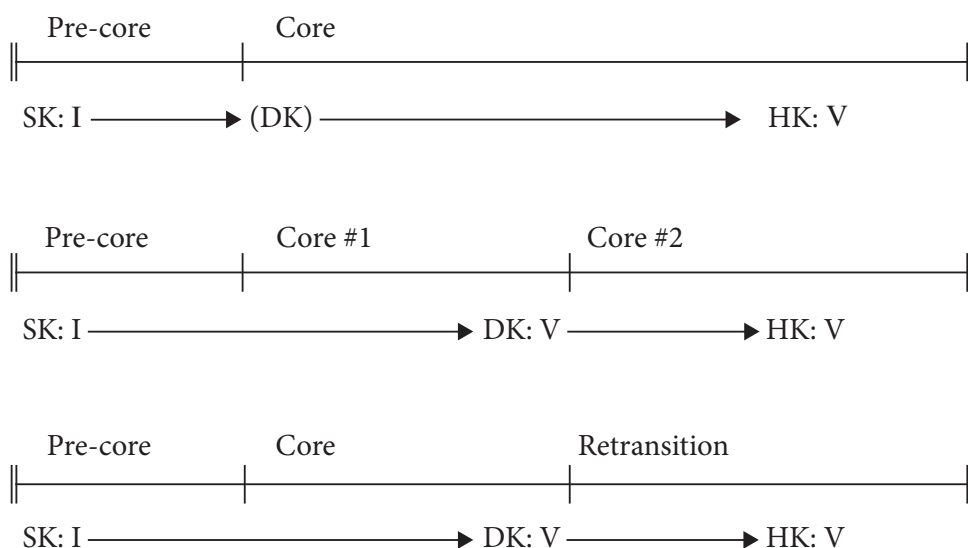 Pre-core Core
SK: I (DK) HK: V
Pre-core Core #1 Core #2
SK: I DK: V HK: V
Pre-core Core Retransition
SK: I DK: V HK: V